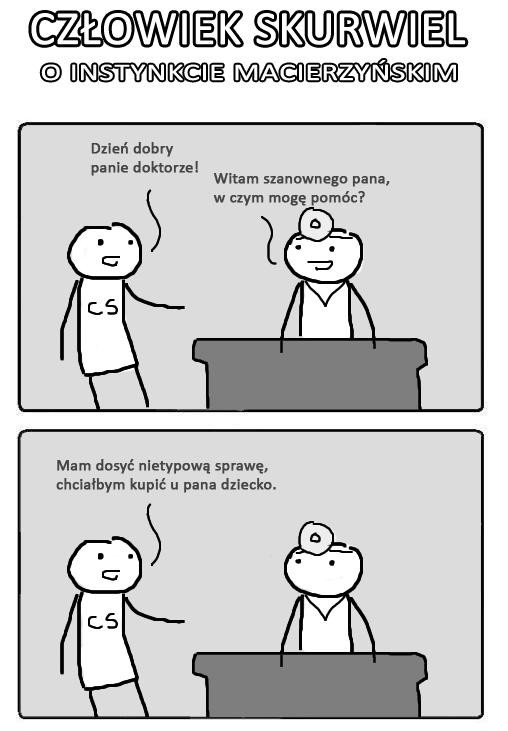 CZŁOWIEK SKURWIEL
O INSTYNKCIE MACIERZYŃSKIM
Dzień dobry
panie doktorze!
Witam szanownego pana,
w czym mogę pomóc?
CS
Mam dosyć nietypową sprawę,
chciałbym kupić u pana dziecko.
CS